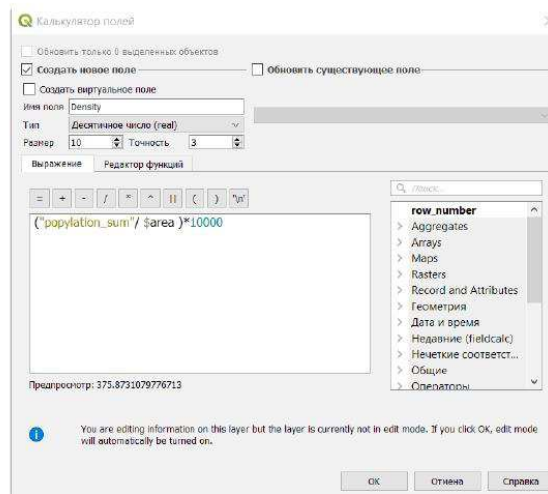 Калькулятор полей
Обновить только 0 выделенных объектов
Создать новое поле
Обновить существующее поле
Создать виртуальное поле
Имя поля Density
Тип Десятичное число (real)
Размер 10 Точность 3
Выражение Редактор функций
= + - / * ^ || ( ) '\n'
("popylation_sum"/ $area )*10000
Поиск...
row_number
Aggregates
Arrays
Maps
Rasters
Record and Attributes
Геометрия
Дата и время
Недавние (fieldcalc)
Нечеткие соответст...
Общие
Операторы
Предпросмотр: 375.8731079776713
You are editing information on this layer but the layer is currently not in edit mode. If you click OK, edit mode
will automatically be turned on.
OK Отмена Справка